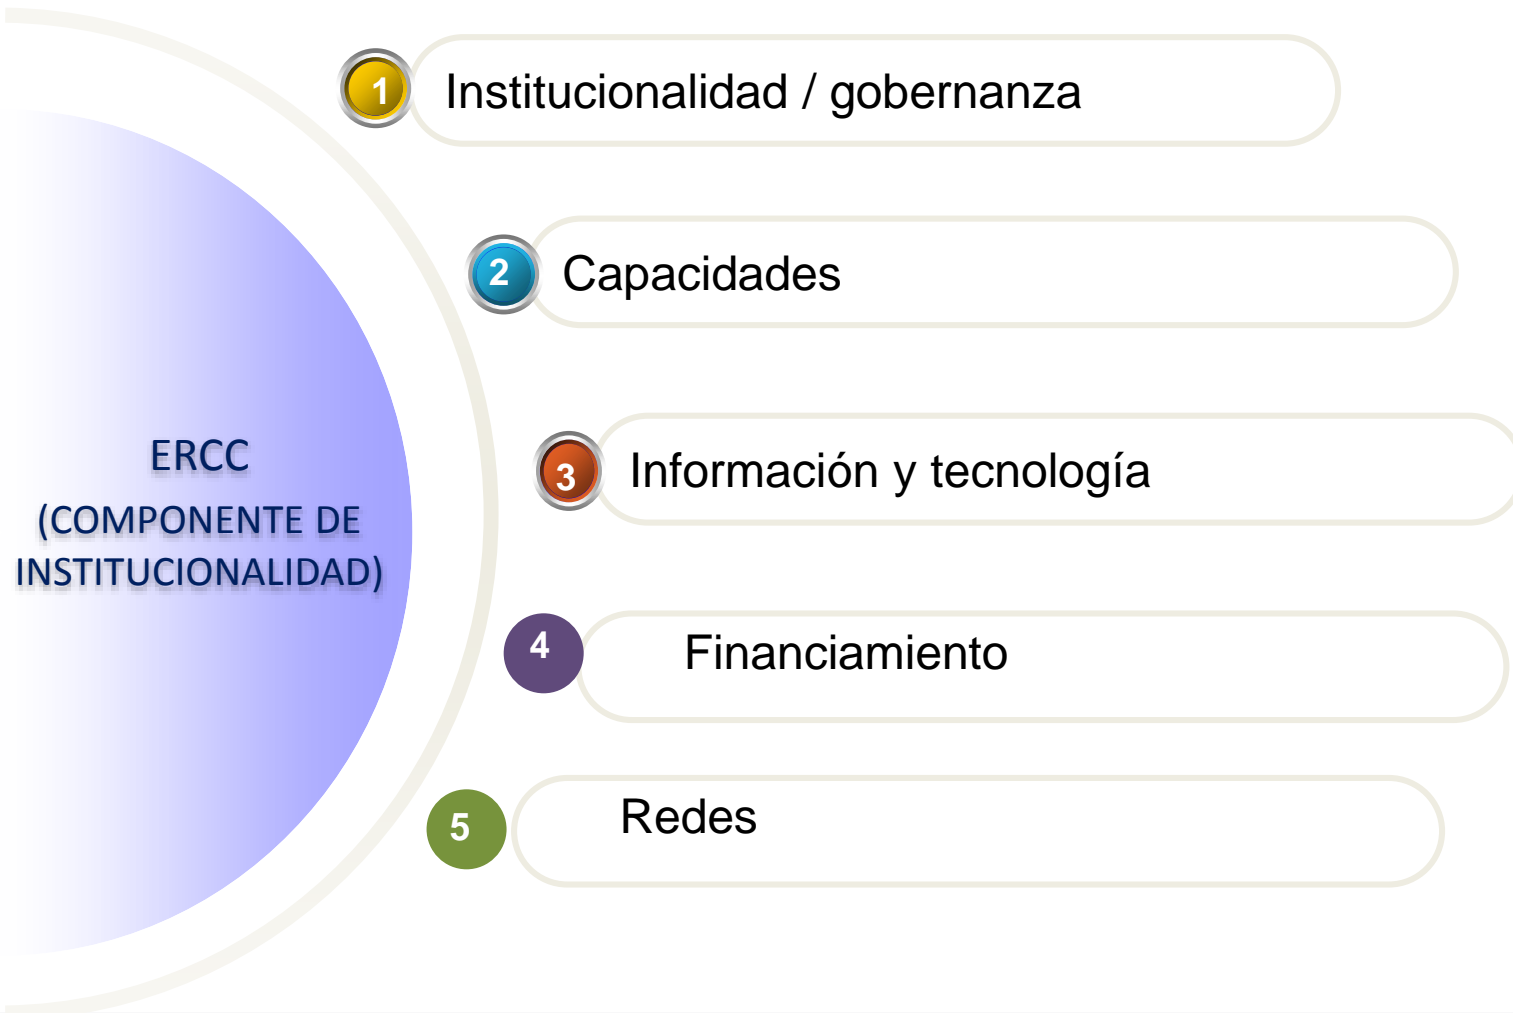 1 Institucionalidad / gobernanza
2 Capacidades
3 Información y tecnología
ERCC
(COMPONENTE DE
INSTITUCIONALIDAD)
4 Financiamiento
5 Redes